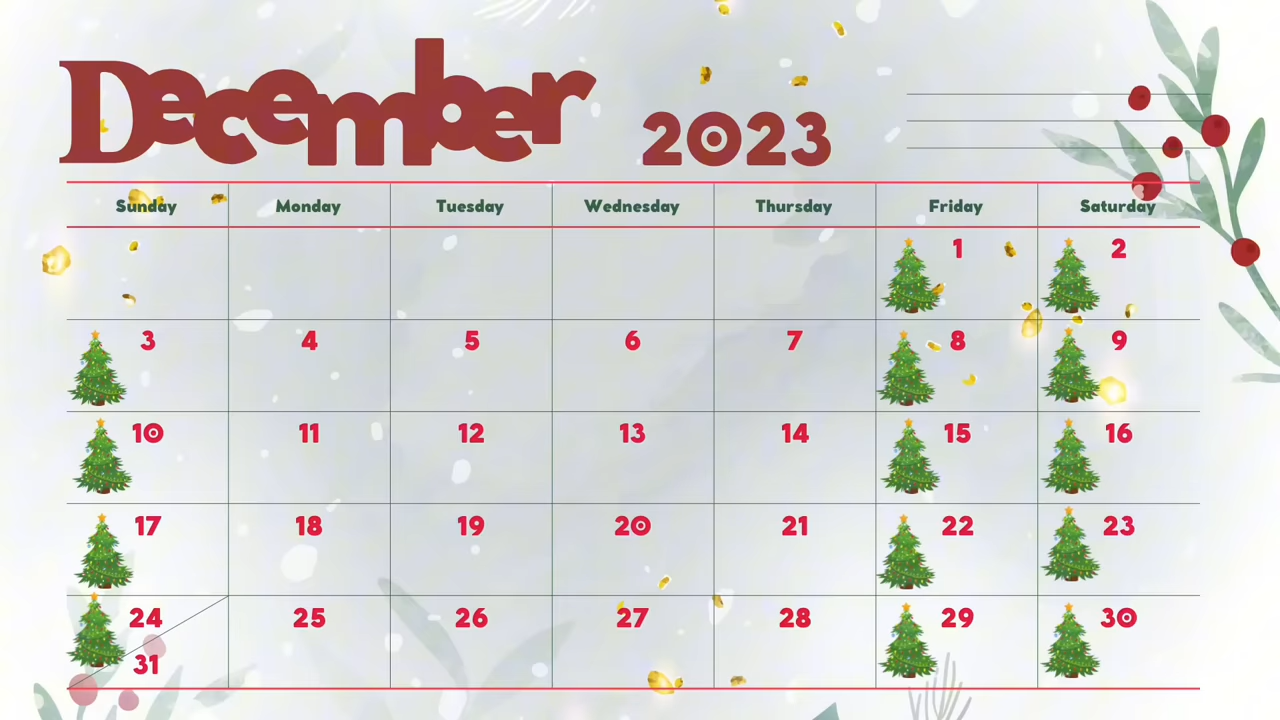 December 2023
Sunday Monday Tuesday Wednesday Thursday Friday Saturday
1 2
3 4 5 6 7 8 9
10 11 12 13 14 15 16
17 18 19 20 21 22 23
24 25 26 27 28 29 30
31